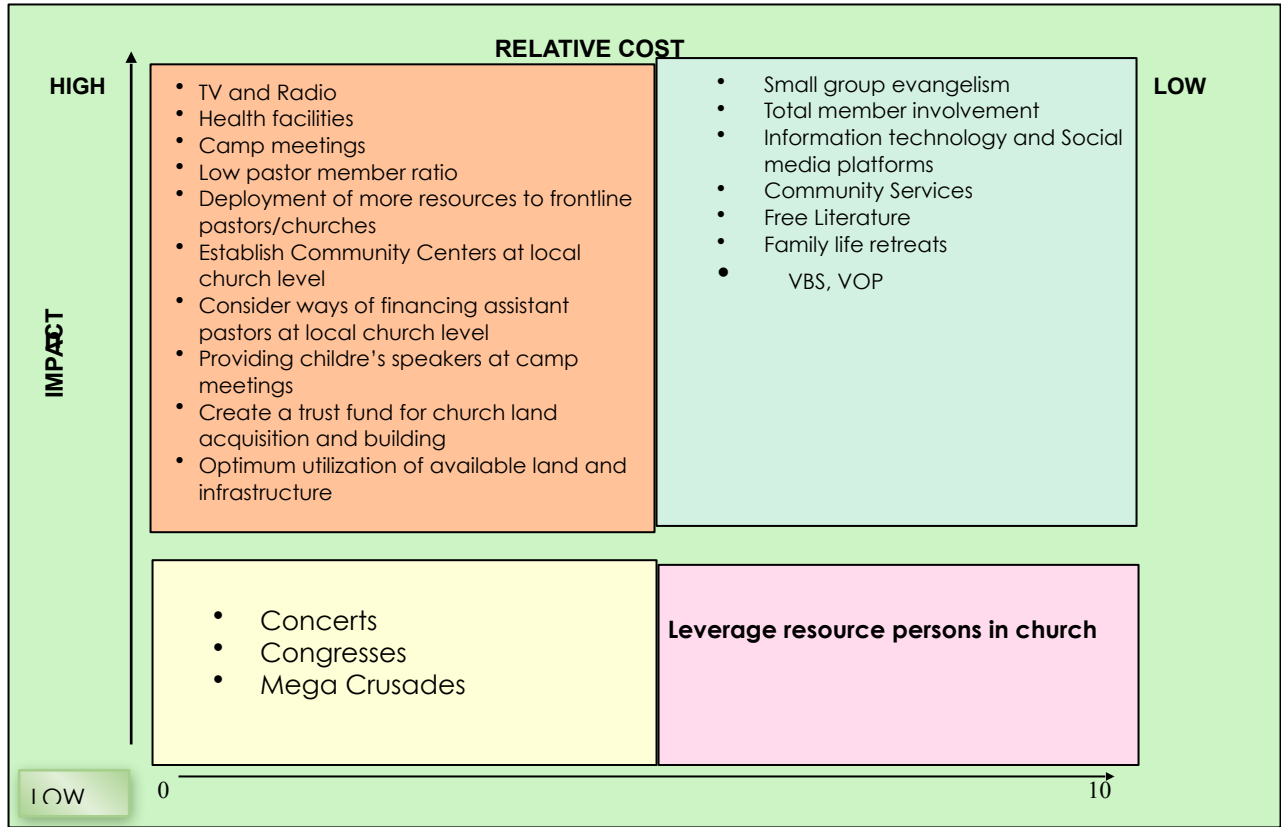 RELATIVE COST
HIGH
LOW
• TV and Radio
• Health facilities
• Camp meetings
• Low pastor member ratio
• Deployment of more resources to frontline
pastors/churches
• Establish Community Centers at local
church level
• Consider ways of financing assistant
pastors at local church level
• Providing childre's speakers at camp
meetings
• Create a trust fund for church land
acquisition and building
• Optimum utilization of available land and
infrastructure
• Small group evangelism
• Total member involvement
• Information technology and Social
media platforms
• Community Services
• Free Literature
• Family life retreats
• VBS, VOP
IMPACT
• Concerts
• Congresses
• Mega Crusades
Leverage resource persons in church
LOW
0
10